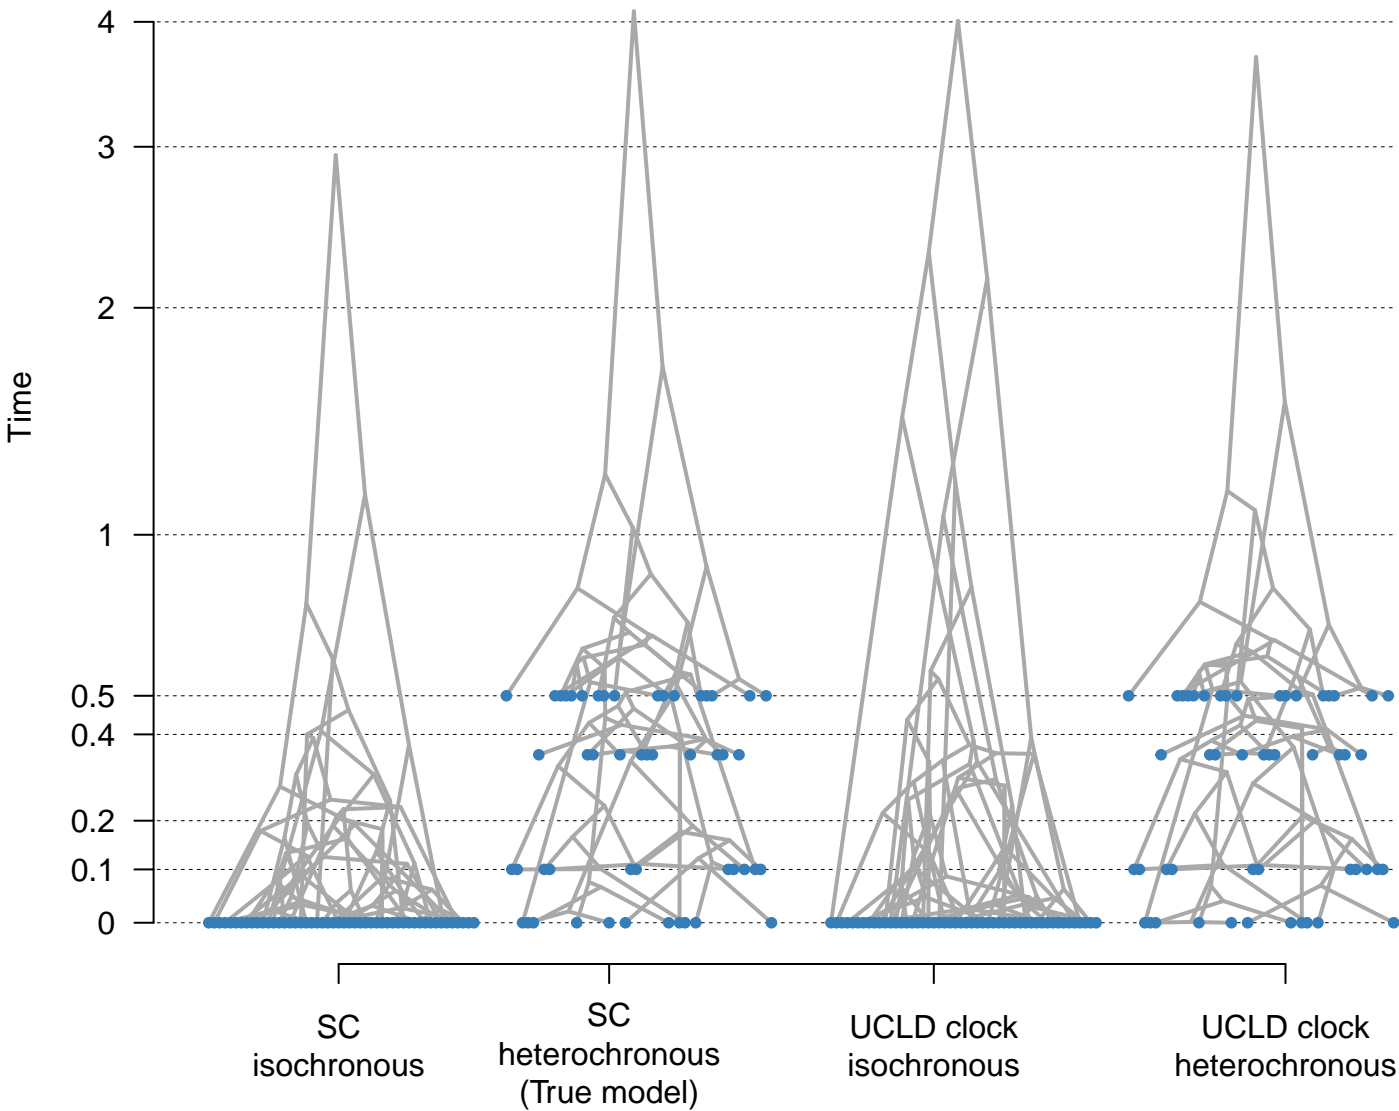 4
3
2
1
0.5
0.4
0.2
0.1
0
Time
SC
isochronous
SC
heterochronous
(True model)
UCLD clock
isochronous
UCLD clock
heterochronous